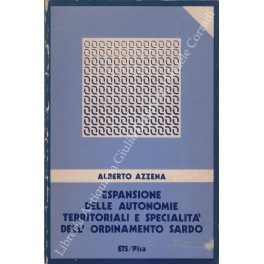 ALBERTO AZZENA
ESPANSIONE
DELLE AUTONOMIE
TERRITORIALI E SPECIALITA'
DELL' ORDINAMENTO SARDO
ETS/Pisa